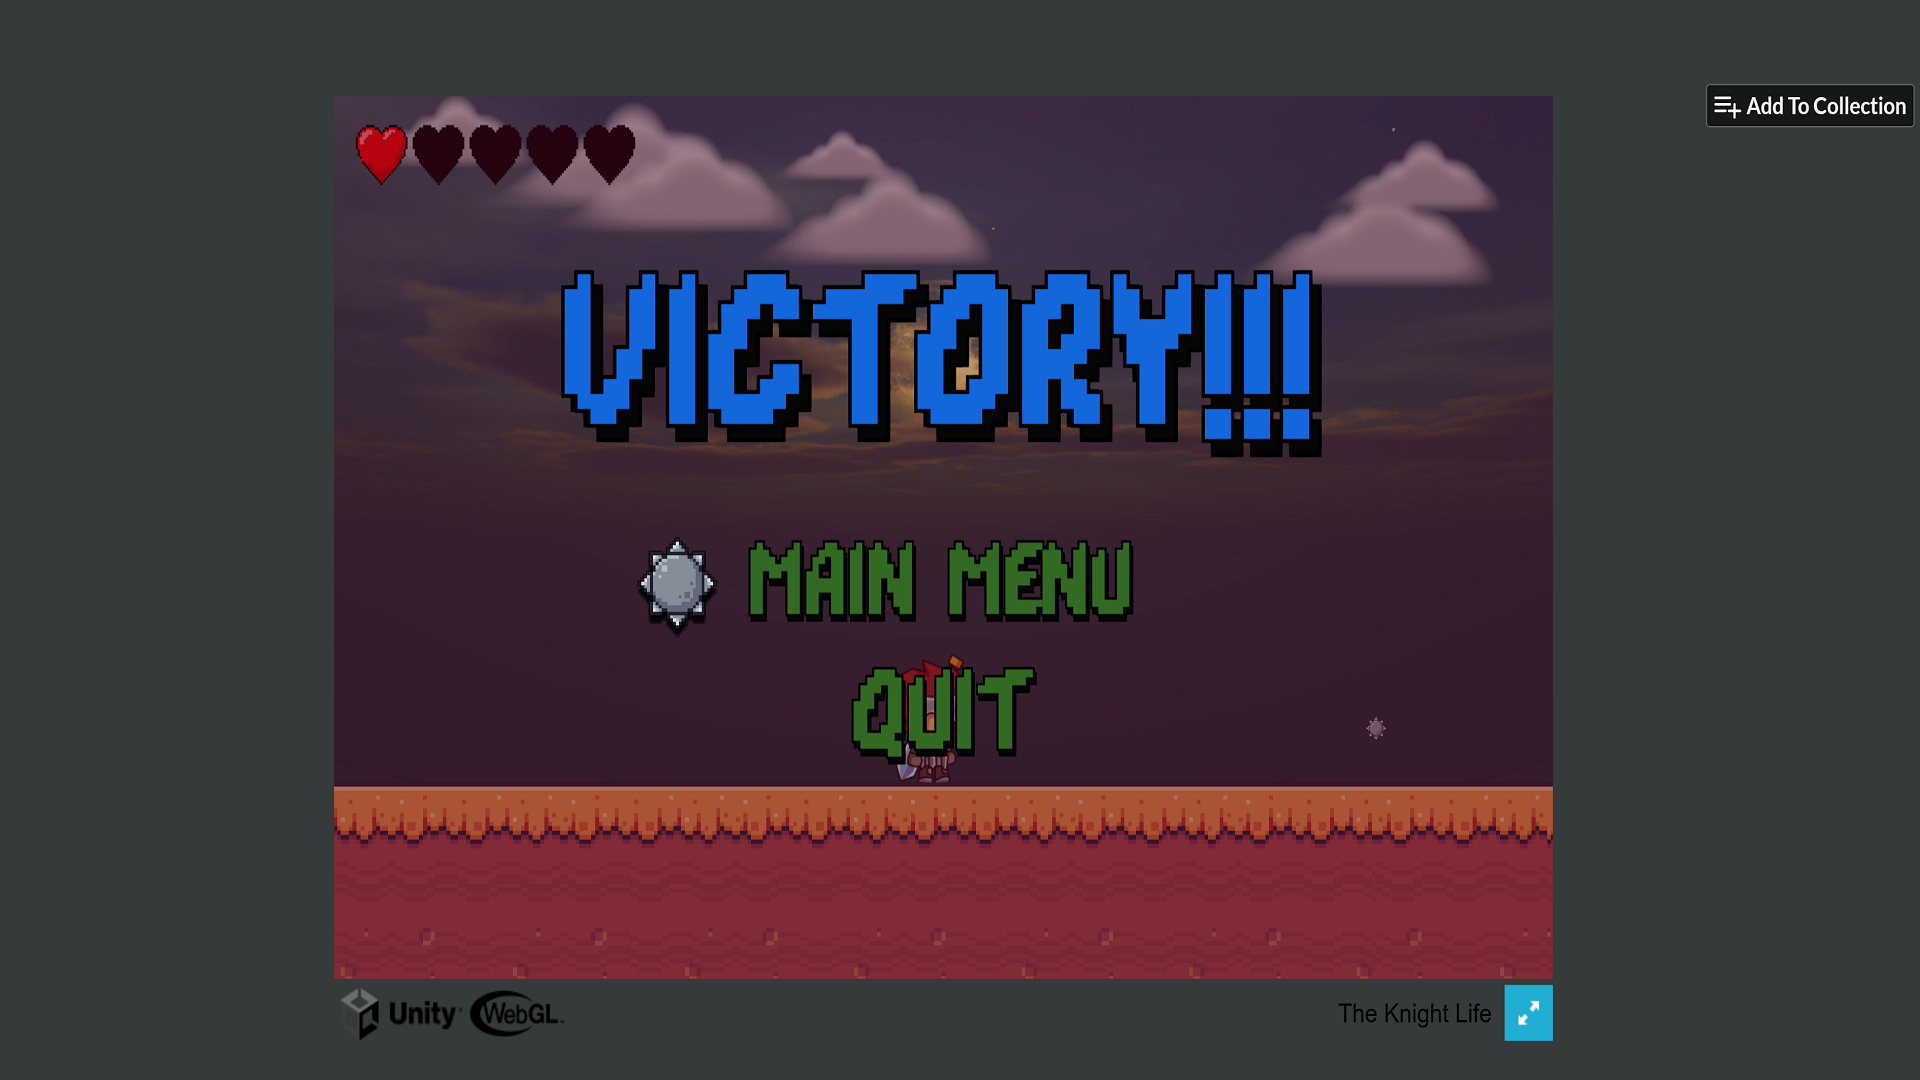 Add To Collection
VICTORY!!!
MAIN MENU
QUIT
Unity WebGL
The Knight Life